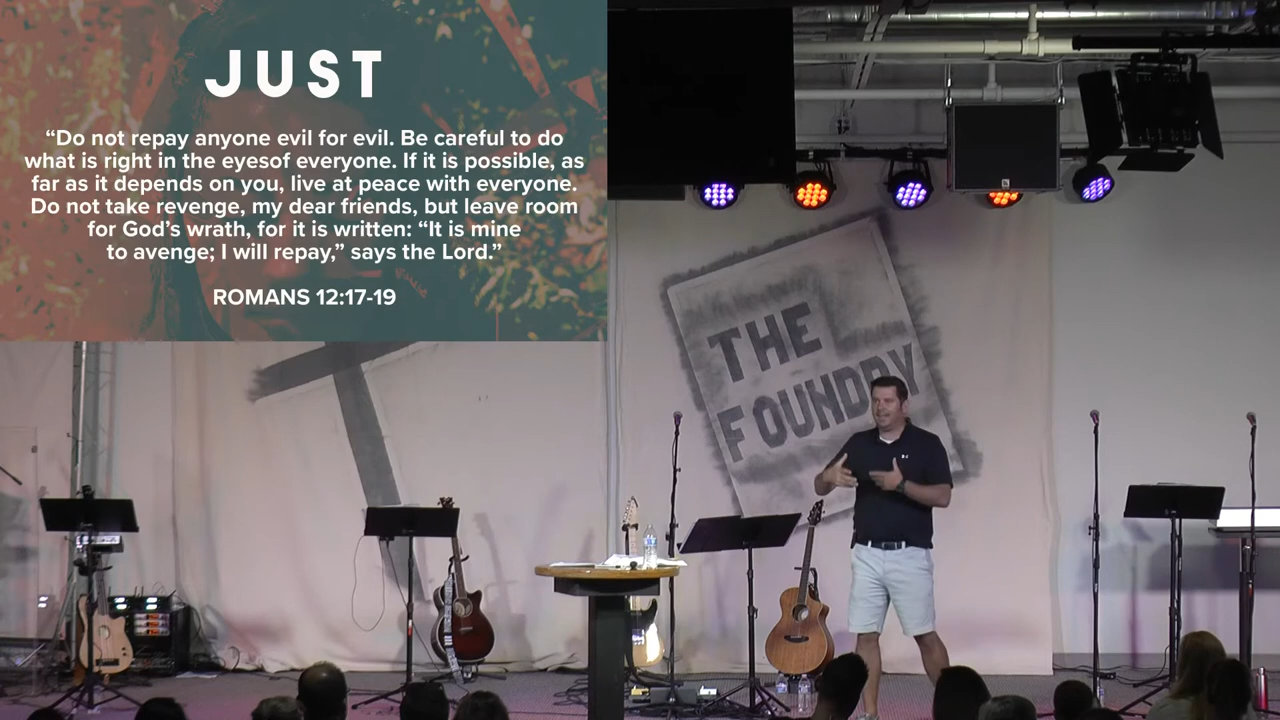 JUST
“Do not repay anyone evil for evil. Be careful to do
what is right in the eyesof everyone. If it is possible, as
far as it depends on you, live at peace with everyone.
Do not take revenge, my dear friends, but leave room
for God’s wrath, for it is written: “It is mine
to avenge; I will repay,” says the Lord.”
ROMANS 12:17-19
THE
FOUNDRY